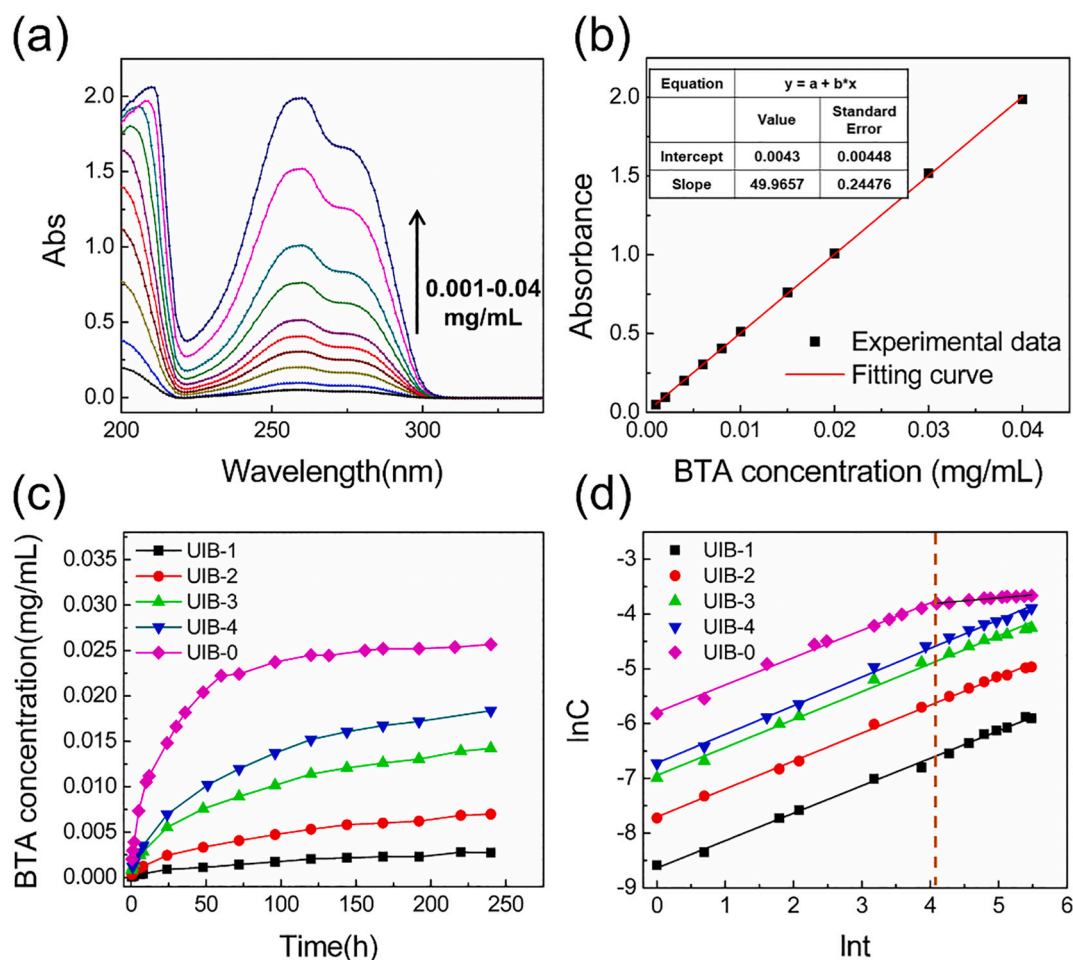 (a)
Abs
2.0
1.5
1.0
0.5
0.0
0.001-0.04
mg/mL
200
250
300
Wavelength(nm)
(b)
Absorbance
2.0
1.5
1.0
0.5
0.0
Equation y = a + b*x
Value Standard Error
Intercept 0.0043 0.00448
Slope 49.9657 0.24476
Experimental data
Fitting curve
0.00 0.01 0.02 0.03 0.04
BTA concentration (mg/mL)
(c)
BTA concentration(mg/mL)
0.035
0.030
0.025
0.020
0.015
0.010
0.005
0.000
UIB-1
UIB-2
UIB-3
UIB-4
UIB-0
0 50 100 150 200 250
Time(h)
(d)
lnC
-3
-4
-5
-6
-7
-8
-9
UIB-1
UIB-2
UIB-3
UIB-4
UIB-0
0 1 2 3 4 5 6
lnt